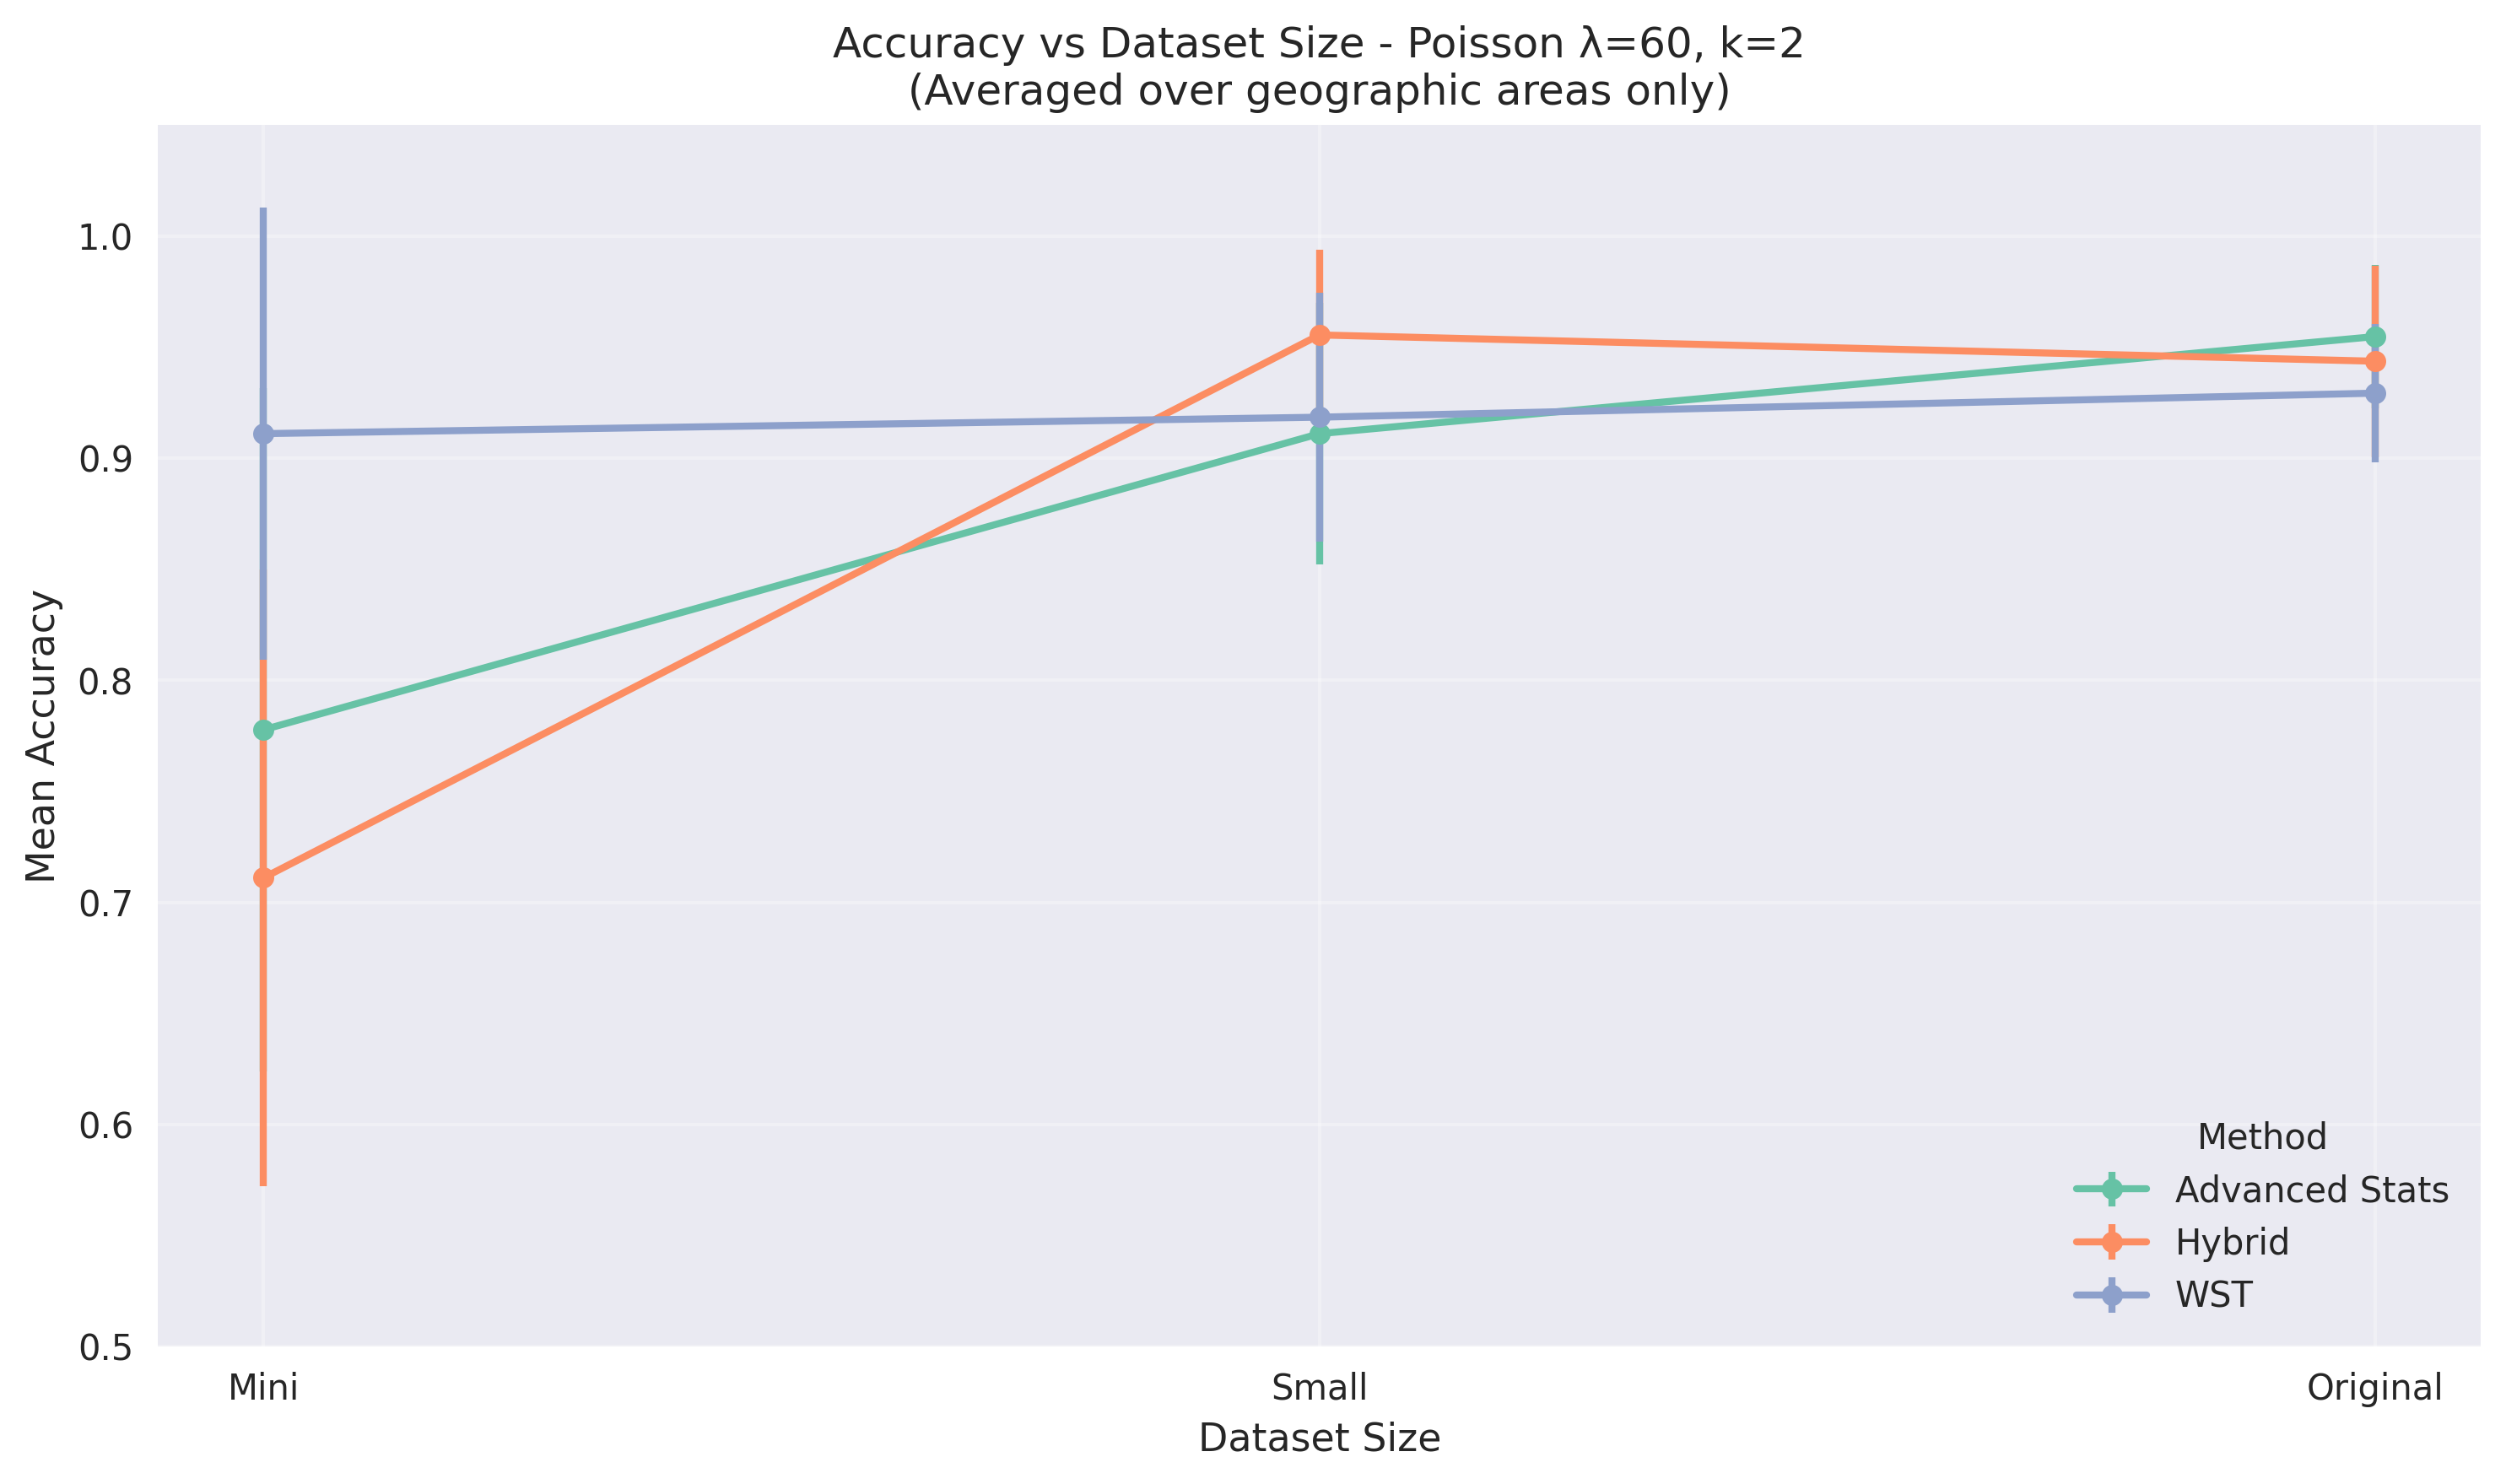 Accuracy vs Dataset Size - Poisson λ=60, k=2
(Averaged over geographic areas only)
Mean Accuracy
1.0
0.9
0.8
0.7
0.6
0.5
Mini
Small
Original
Dataset Size
Method
Advanced Stats
Hybrid
WST